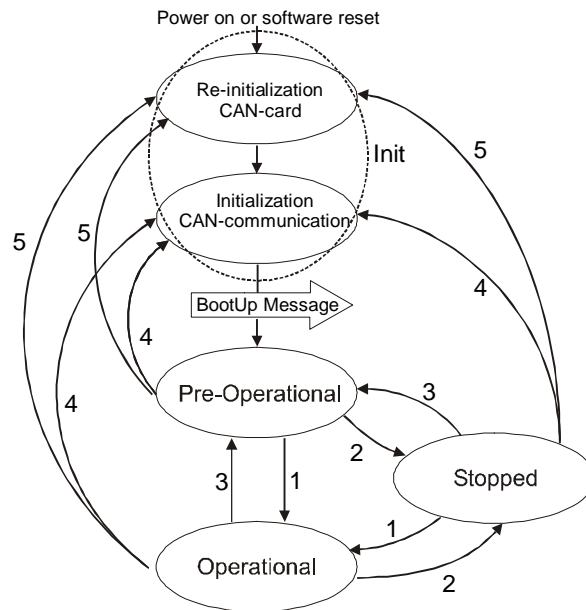 Power on or software reset
Re-initialization
CAN-card
Init
5
Initialization
CAN-communication
5
5
4
BootUp Message
4
4
Pre-Operational
3
2
3
1
Stopped
1
Operational
2